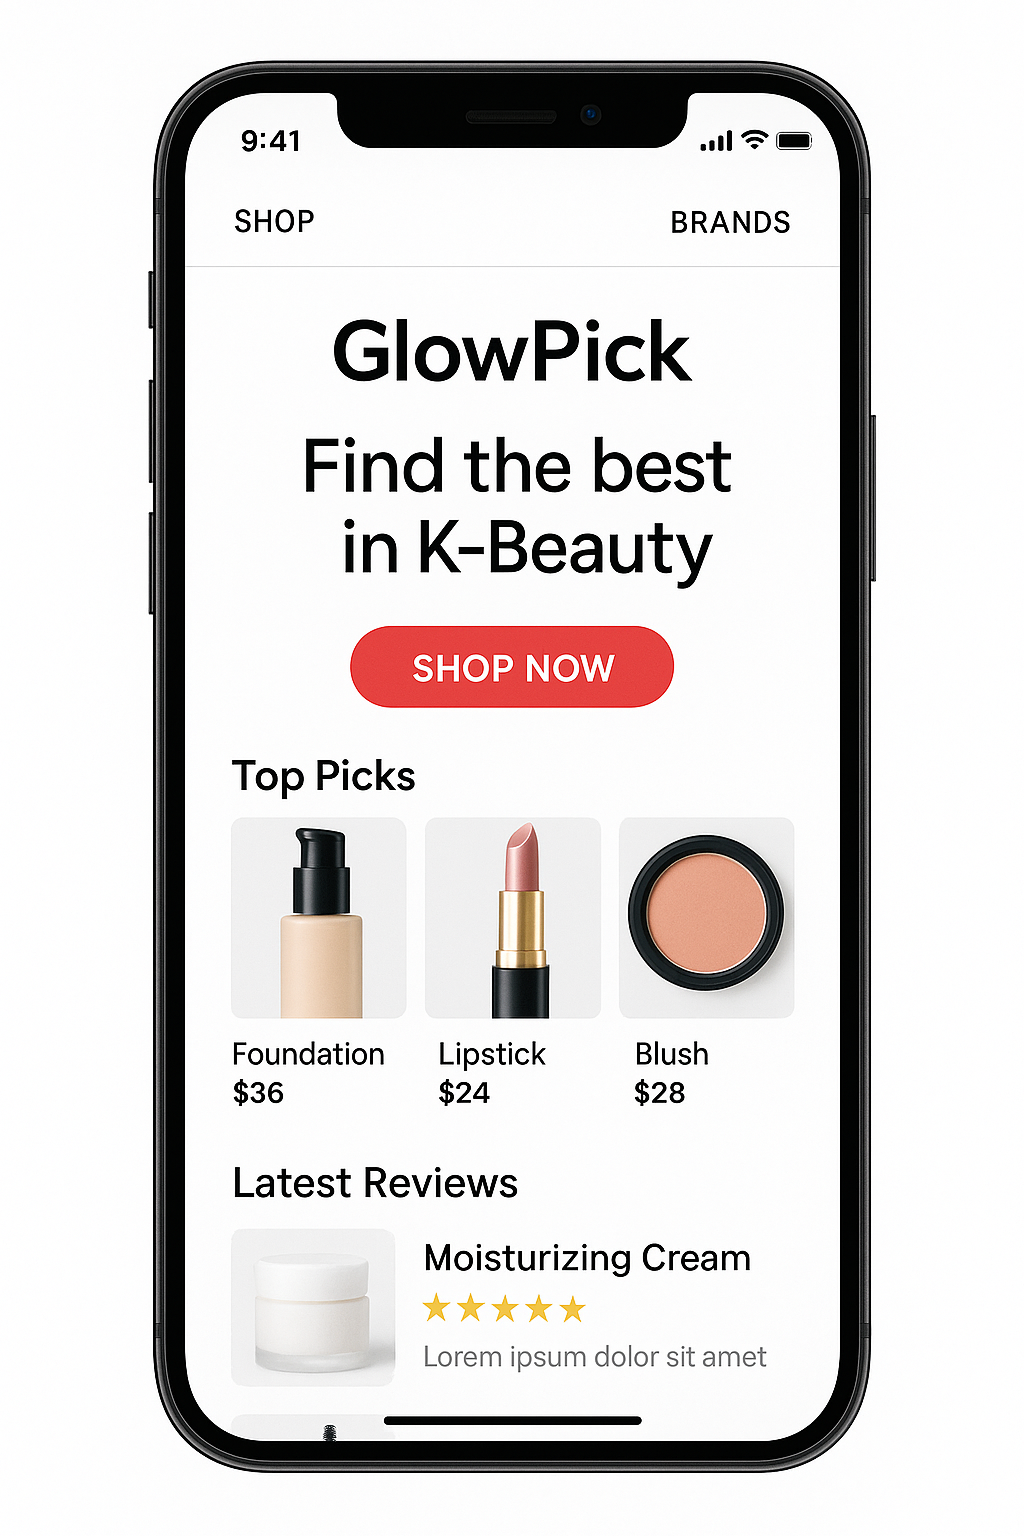 9:41
SHOP
BRANDS
GlowPick
Find the best
in K-Beauty
SHOP NOW
Top Picks
Foundation
$36
Lipstick
$24
Blush
$28
Latest Reviews
Moisturizing Cream
Lorem ipsum dolor sit amet